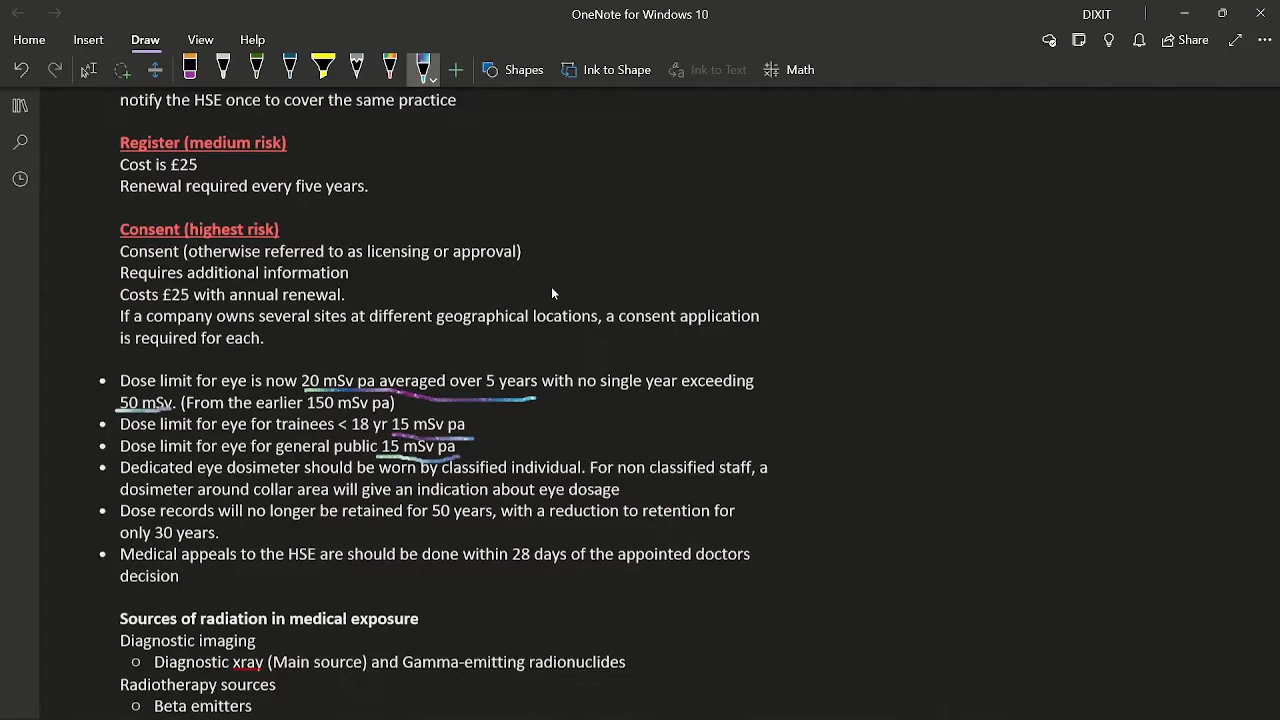 OneNote for Windows 10
DIXIT
Home Insert Draw View Help
Share
Shapes Ink to Shape Ink to Text Math
notify the HSE once to cover the same practice
Register (medium risk)
Cost is £25
Renewal required every five years.
Consent (highest risk)
Consent (otherwise referred to as licensing or approval)
Requires additional information
Costs £25 with annual renewal.
If a company owns several sites at different geographical locations, a consent application
is required for each.
• Dose limit for eye is now 20 mSv pa averaged over 5 years with no single year exceeding
50 mSv. (From the earlier 150 mSv pa)
• Dose limit for eye for trainees < 18 yr 15 mSv pa
• Dose limit for eye for general public 15 mSv pa
• Dedicated eye dosimeter should be worn by classified individual. For non classified staff, a
dosimeter around collar area will give an indication about eye dosage
• Dose records will no longer be retained for 50 years, with a reduction to retention for
only 30 years.
• Medical appeals to the HSE are should be done within 28 days of the appointed doctors
decision
Sources of radiation in medical exposure
Diagnostic imaging
o Diagnostic xray (Main source) and Gamma-emitting radionuclides
Radiotherapy sources
o Beta emitters